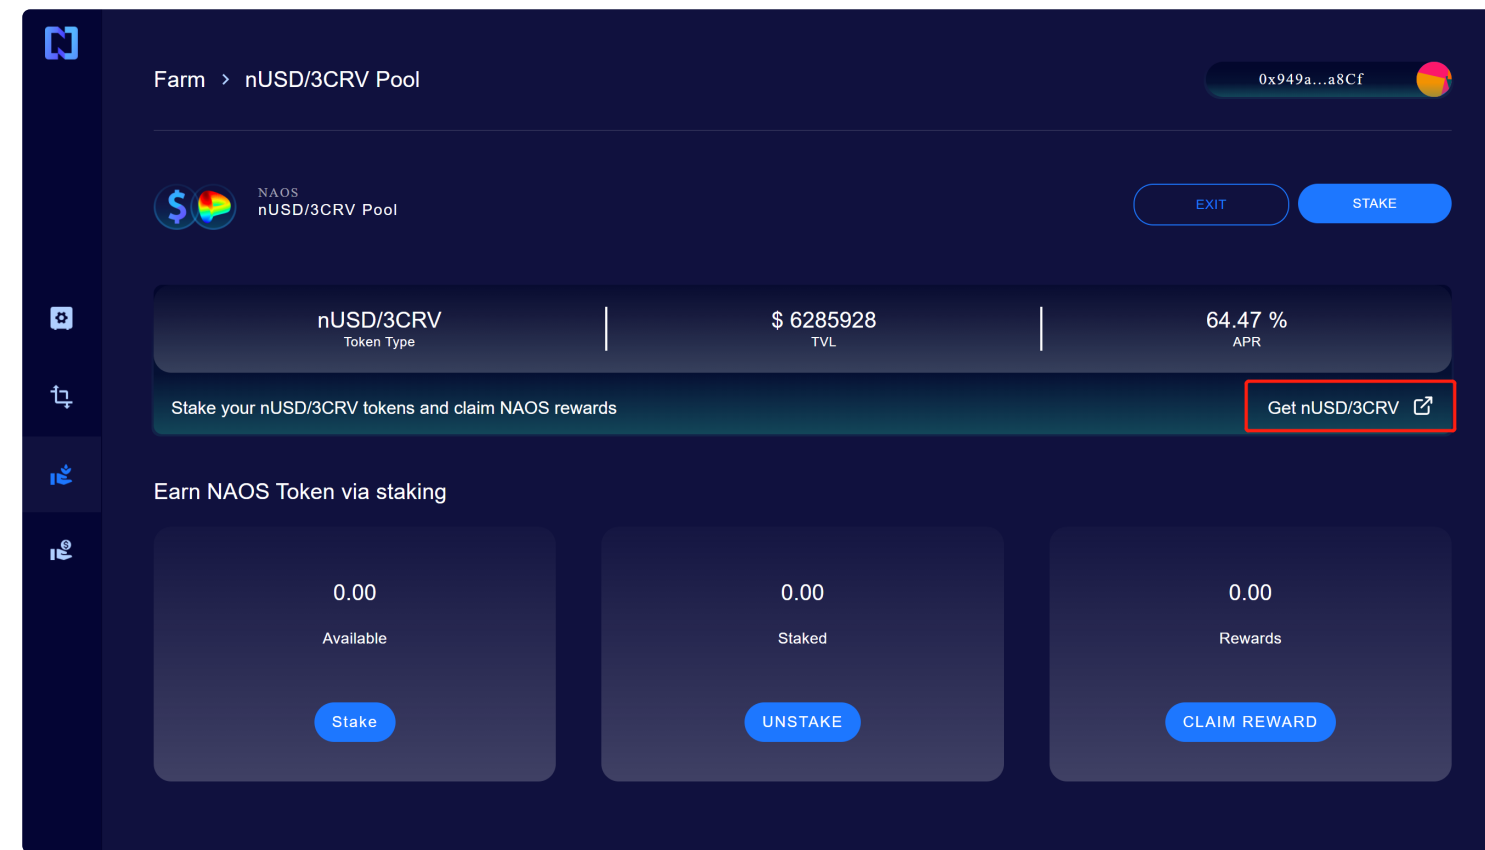 Farm > nUSD/3CRV Pool
0x949a...a8Cf
NAOS
nUSD/3CRV Pool
EXIT
STAKE
nUSD/3CRV
Token Type
$ 6285928
TVL
64.47 %
APR
Stake your nUSD/3CRV tokens and claim NAOS rewards
Get nUSD/3CRV
Earn NAOS Token via staking
0.00
Available
Stake
0.00
Staked
UNSTAKE
0.00
Rewards
CLAIM REWARD